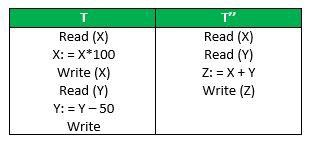 T T”
Read (X) Read (X)
X: = X*100 Read (Y)
Write (X) Z: = X + Y
Read (Y) Write (Z)
Y: = Y – 50
Write